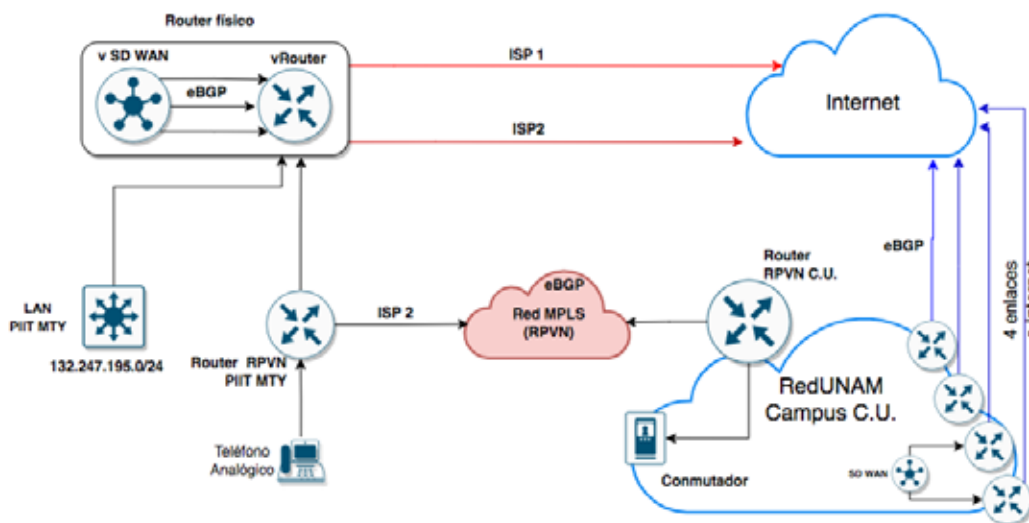 Router físico
v SD WAN
vRouter
eBGP
ISP 1
ISP2
Internet
eBGP
4 enlaces
LAN
PIIT MTY
132.247.195.0/24
Router RPVN
PIIT MTY
ISP 2
eBGP
Red MPLS
(RPVN)
Router
RPVN C.U.
RedUNAM
Campus C.U.
Teléfono
Analógico
Conmutador
SD WAN